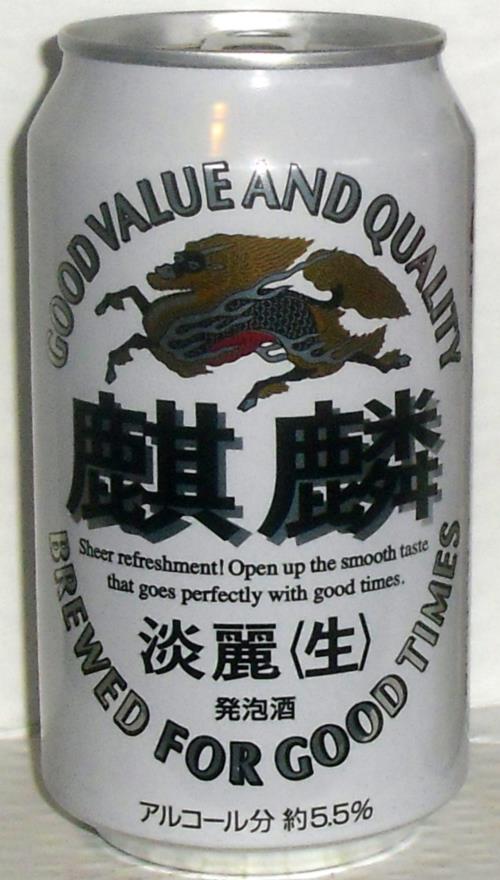 GOOD VALUE AND QUALITY
麒麟
Sheer refreshment! Open up the smooth taste
that goes perfectly with good times.
淡麗〈生〉
発泡酒
BREWED FOR GOOD TIMES
アルコール分 約5.5%